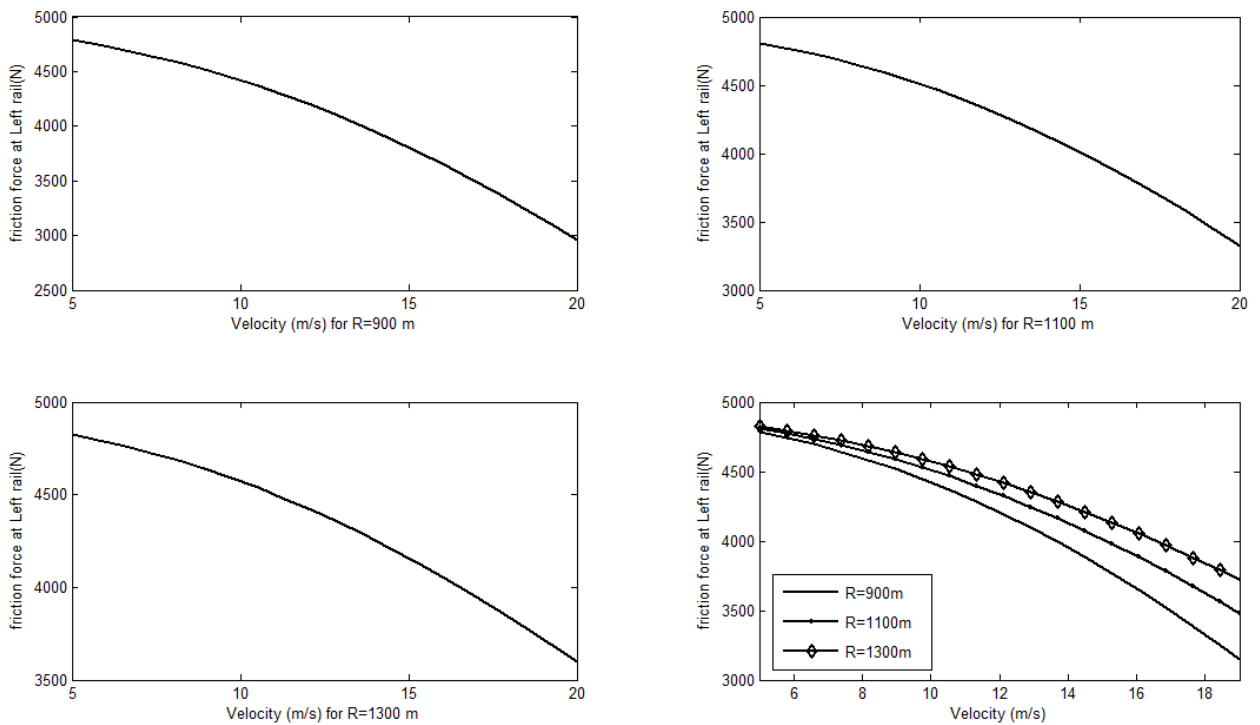 friction force at Left rail(N)
5000
4500
4000
3500
3000
2500
5 10 15 20
Velocity (m/s) for R=900 m
friction force at Left rail(N)
5000
4500
4000
3500
3000
5 10 15 20
Velocity (m/s) for R=1100 m
friction force at Left rail(N)
5000
4500
4000
3500
5 10 15 20
Velocity (m/s) for R=1300 m
friction force at Left rail(N)
5000
4500
4000
3500
3000
R=900m
R=1100m
R=1300m
6 8 10 12 14 16 18
Velocity (m/s)